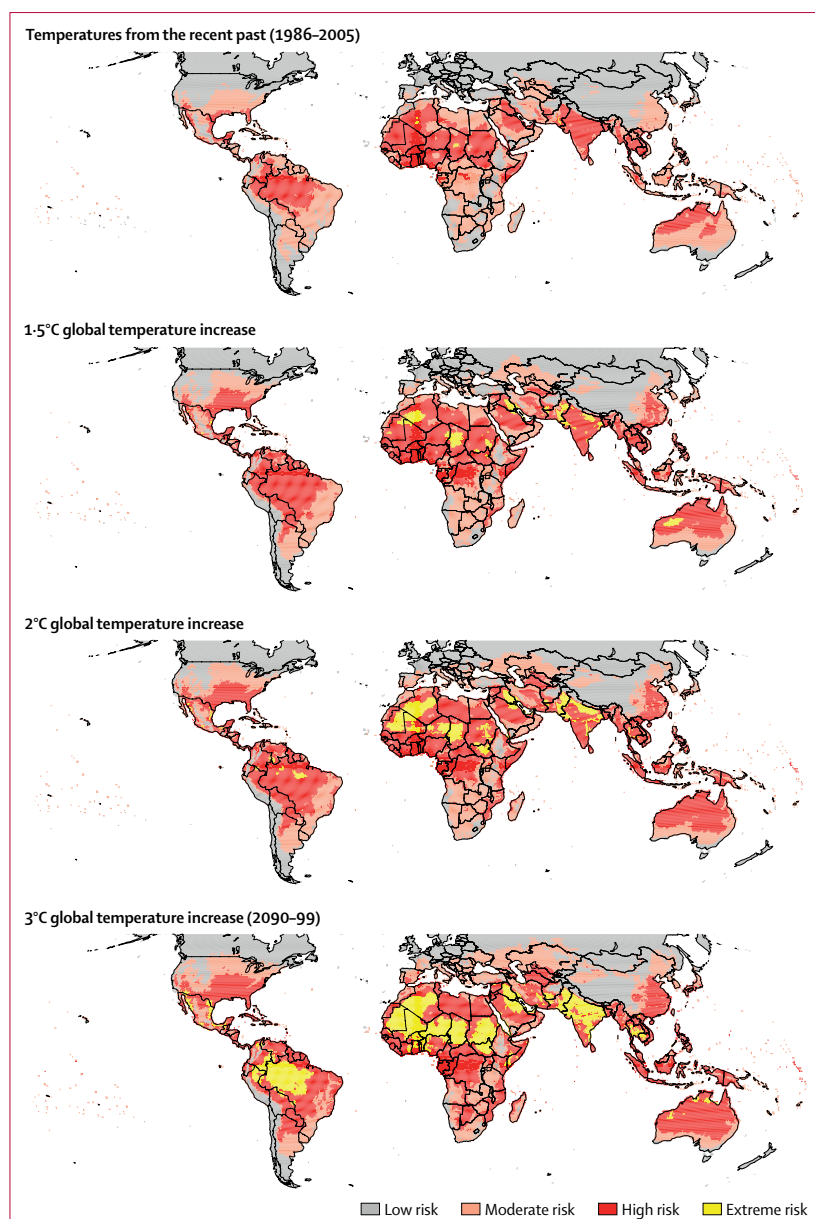 Temperatures from the recent past (1986–2005)
1·5°C global temperature increase
2°C global temperature increase
3°C global temperature increase (2090–99)
Low risk
Moderate risk
High risk
Extreme risk